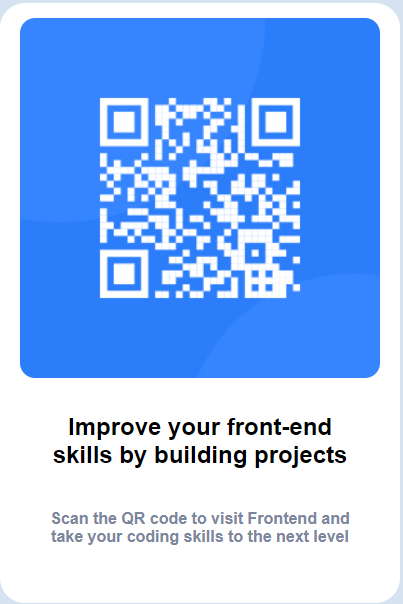 Improve your front-end
skills by building projects
Scan the QR code to visit Frontend and
take your coding skills to the next level